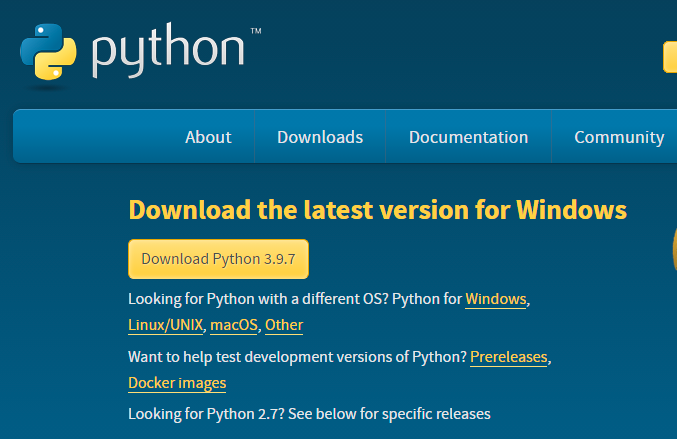 python™
About Downloads Documentation Community
Download the latest version for Windows
Download Python 3.9.7
Looking for Python with a different OS? Python for Windows,
Linux/UNIX, macOS, Other
Want to help test development versions of Python? Prereleases,
Docker images
Looking for Python 2.7? See below for specific releases